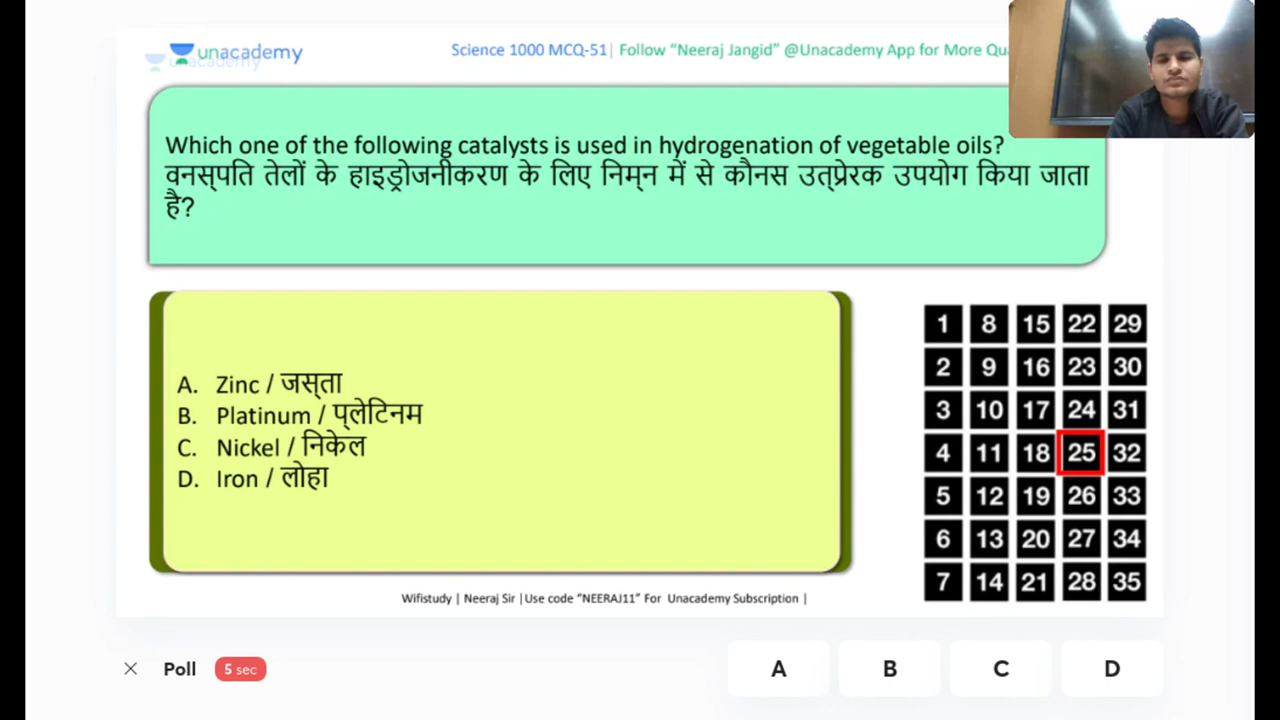 unacademy
unacademy
Science 1000 MCQ-51| Follow “Neeraj Jangid” @Unacademy App for More
Which one of the following catalysts is used in hydrogenation of vegetable oils?
वनस्पति तेलों के हाइड्रोजनीकरण के लिए निम्न में से कौनस उत्प्रेरक उपयोग किया जाता
है?
A. Zinc / जस्ता
B. Platinum / प्लेटिनम
C. Nickel / निकेल
D. Iron / लोहा
1 8 15 22 29
2 9 16 23 30
3 10 17 24 31
4 11 18 25 32
5 12 19 26 33
6 13 20 27 34
7 14 21 28 35
Wifistudy | Neeraj Sir |Use code “NEERAJ11” For Unacademy Subscription |
Poll 5 sec A B C D